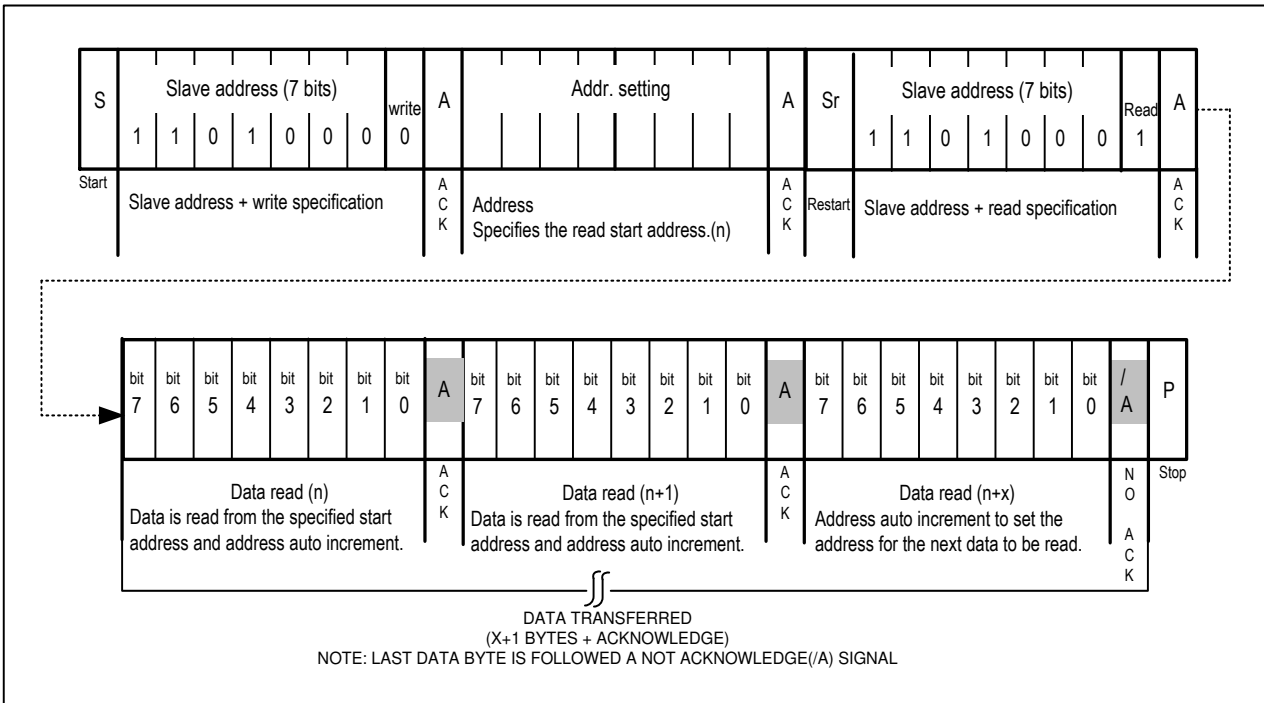 S Slave address (7 bits) write A Addr. setting A Sr Slave address (7 bits) Read A
1 1 0 1 0 0 0 0 1 1 0 1 0 0 0 1
Start Slave address + write specification A C K Address A C K Restart Slave address + read specification A C K
Specifies the read start address.(n)
bit bit bit bit bit bit bit bit A bit bit bit bit bit bit bit bit A bit bit bit bit bit bit bit bit / A P
7 6 5 4 3 2 1 0 7 6 5 4 3 2 1 0 7 6 5 4 3 2 1 0
A C K A C K N O A C K Stop
Data read (n) Data read (n+1) Data read (n+x)
Data is read from the specified start Data is read from the specified start Address auto increment to set the
address and address auto increment. address and address auto increment. address for the next data to be read.
DATA TRANSFERRED
(X+1 BYTES + ACKNOWLEDGE)
NOTE: LAST DATA BYTE IS FOLLOWED A NOT ACKNOWLEDGE(/A) SIGNAL